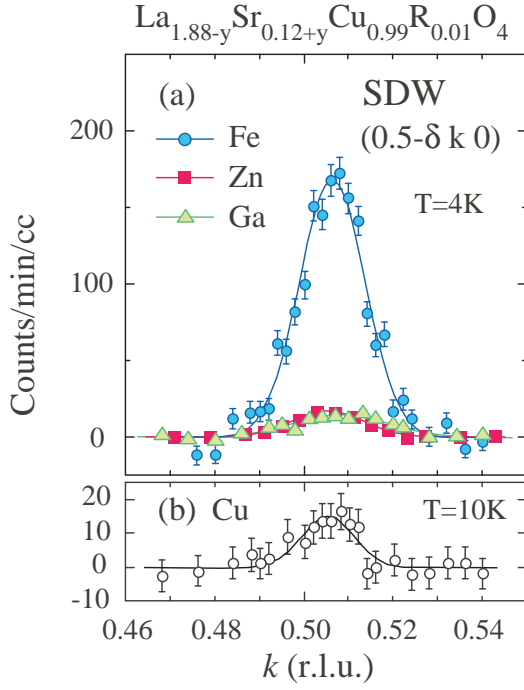 La1.88-ySr0.12+yCu0.99R0.01O4
(a) SDW
Fe (0.5-δ k 0)
Zn T=4K
Ga
200
100
0
Counts/min/cc
(b) Cu T=10K
20
10
0
-10
0.46 0.48 0.50 0.52 0.54
k (r.l.u.)